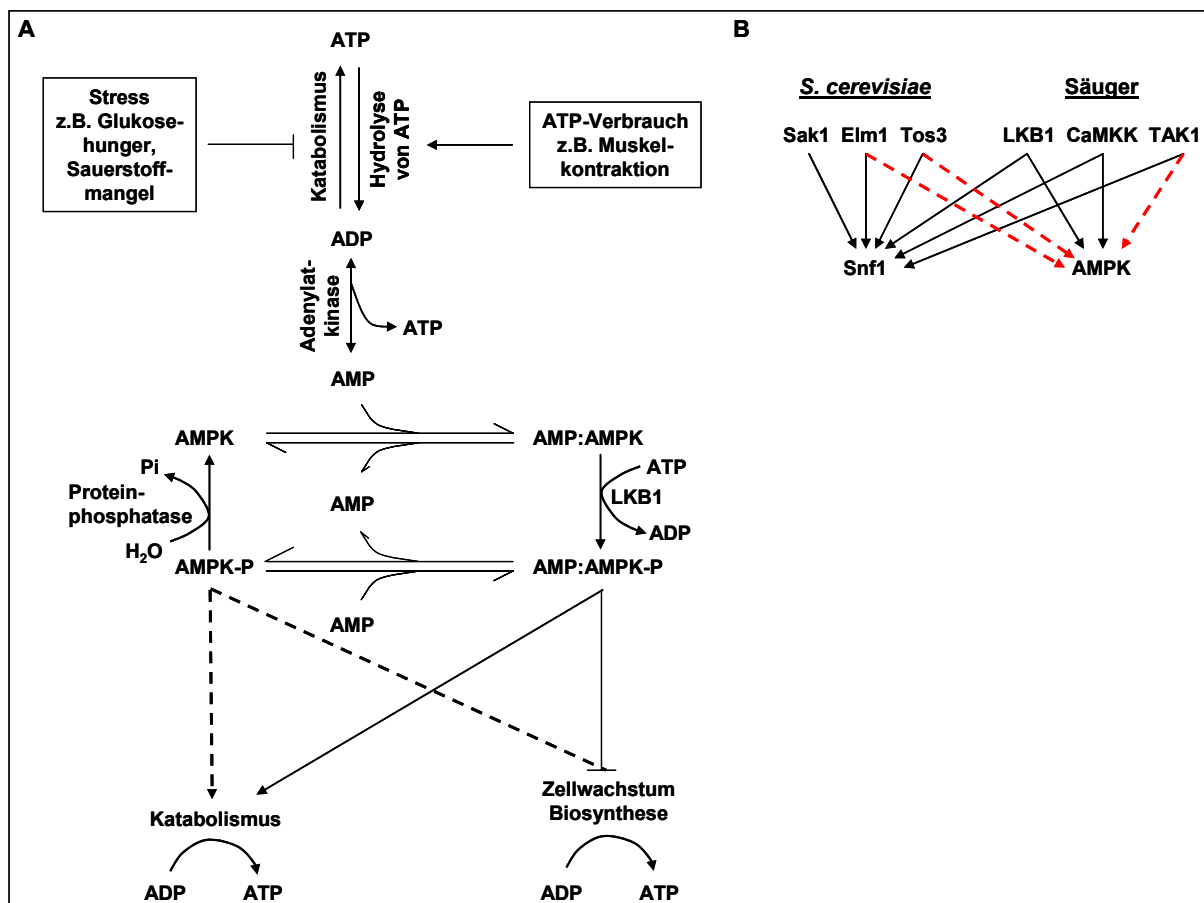 A
ATP
Stress
z.B. Glukose-
hunger,
Sauerstoff-
mangel
Katabolismus
Hydrolyse
von ATP
ATP-Verbrauch
z.B. Muskel-
kontraktion
ADP
Adenylat-
kinase
ATP
AMP
AMPK
AMP:AMPK
Pi
Protein-
phosphatase
H2O
AMP
ATP
LKB1
ADP
AMPK-P
AMP:AMPK-P
AMP
Katabolismus
Zellwachstum
Biosynthese
ADP ATP
ADP ATP
B
S. cerevisiae Säuger
Sak1 Elm1 Tos3 LKB1 CaMKK TAK1
Snf1 AMPK